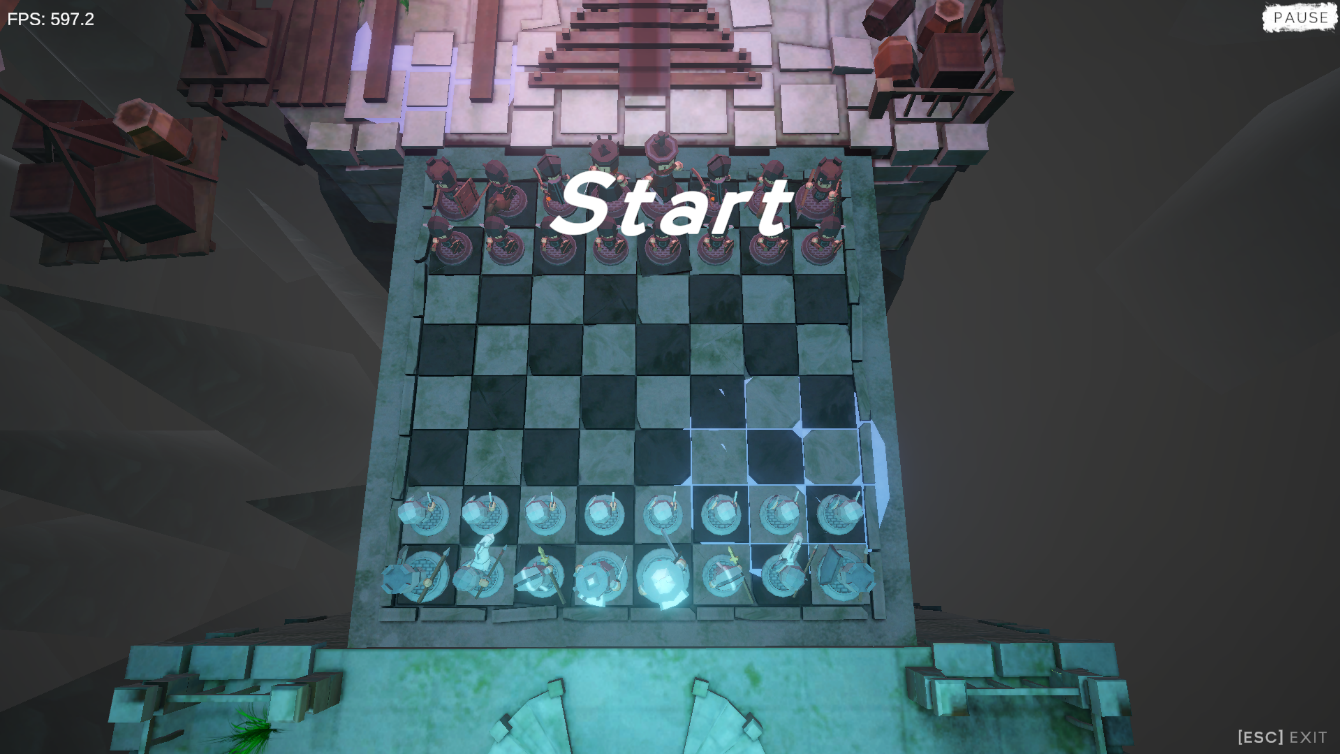 FPS: 597.2
PAUSE
Start
[ESC] EXIT